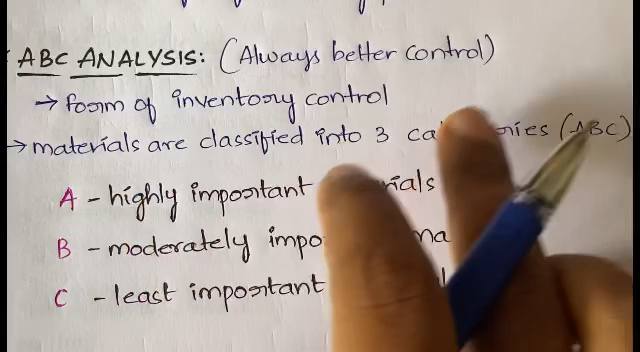 ABC ANALYSIS: (Always better control)
→ form of inventory control
→ materials are classified into 3 (ABC)
A - highly important
B - moderately
C - least important